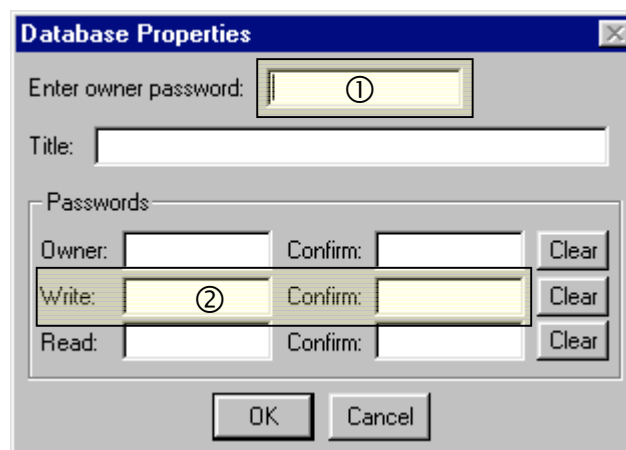 Database Properties
Enter owner password: ①
Title:
Passwords
Owner: Confirm: Clear
Write: ② Confirm: Clear
Read: Confirm: Clear
OK Cancel